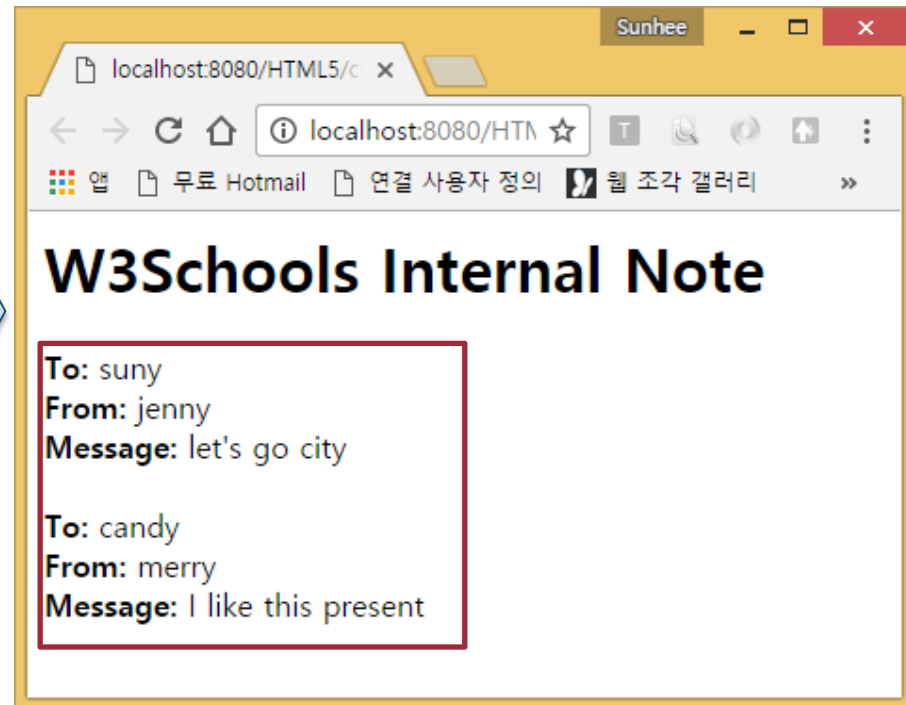 Sunhee
localhost:8080/HTML5/c
localhost:8080/HTM
앱 무료 Hotmail 연결 사용자 정의 웹 조각 갤러리 »
W3Schools Internal Note
To: suny
From: jenny
Message: let's go city
To: candy
From: merry
Message: I like this present